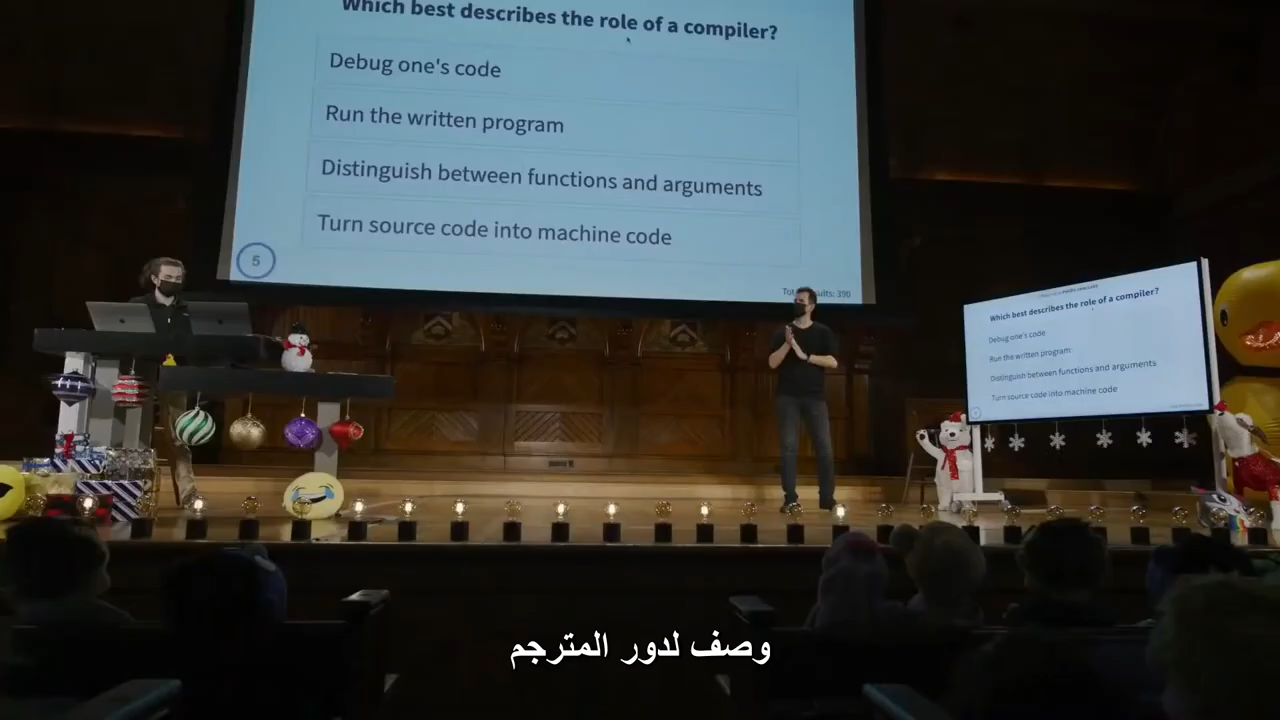 Which best describes the role of a compiler?
Debug one's code
Run the written program
Distinguish between functions and arguments
Turn source code into machine code
5
Which best describes the role of a compiler?
Debug one's code
Run the written program
Distinguish between functions and arguments
Turn source code into machine code
وصف لدور المترجم